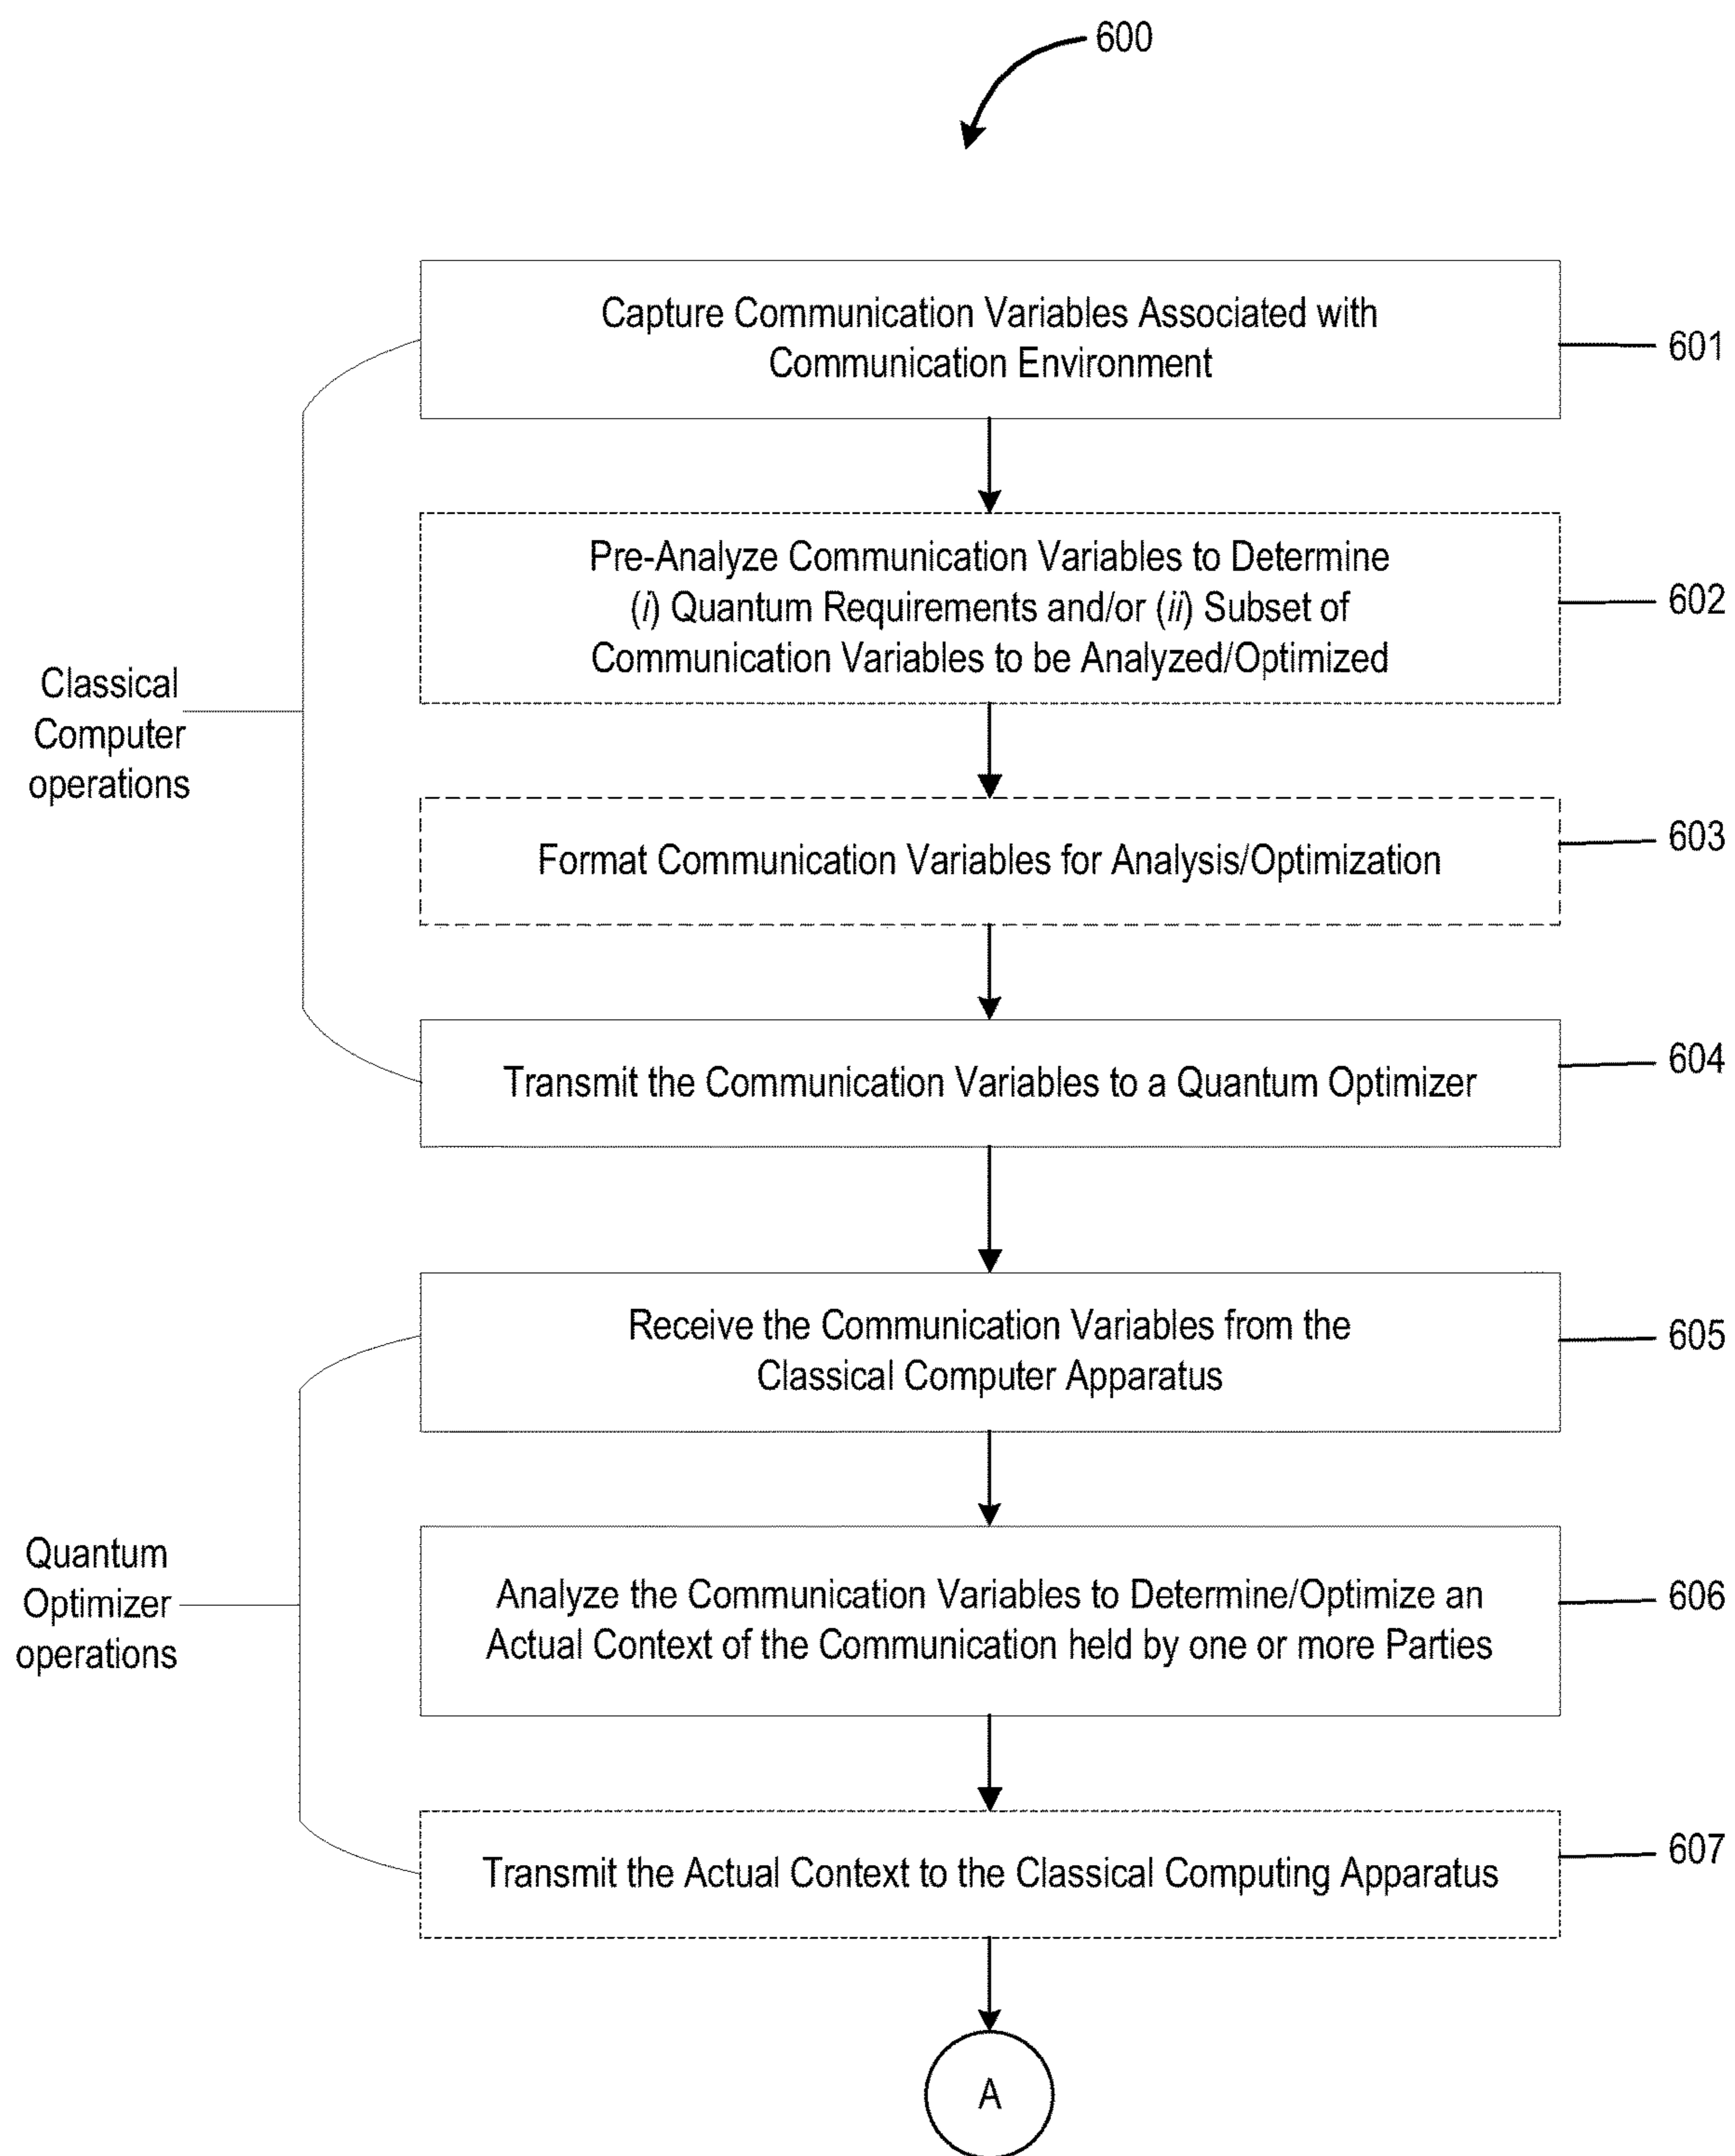 600
Capture Communication Variables Associated with
Communication Environment
601
Pre-Analyze Communication Variables to Determine
(i) Quantum Requirements and/or (ii) Subset of
Communication Variables to be Analyzed/Optimized
602
Classical
Computer
operations
Format Communication Variables for Analysis/Optimization
603
Transmit the Communication Variables to a Quantum Optimizer
604
Receive the Communication Variables from the
Classical Computer Apparatus
605
Quantum
Optimizer
operations
Analyze the Communication Variables to Determine/Optimize an
Actual Context of the Communication held by one or more Parties
606
Transmit the Actual Context to the Classical Computing Apparatus
607
A